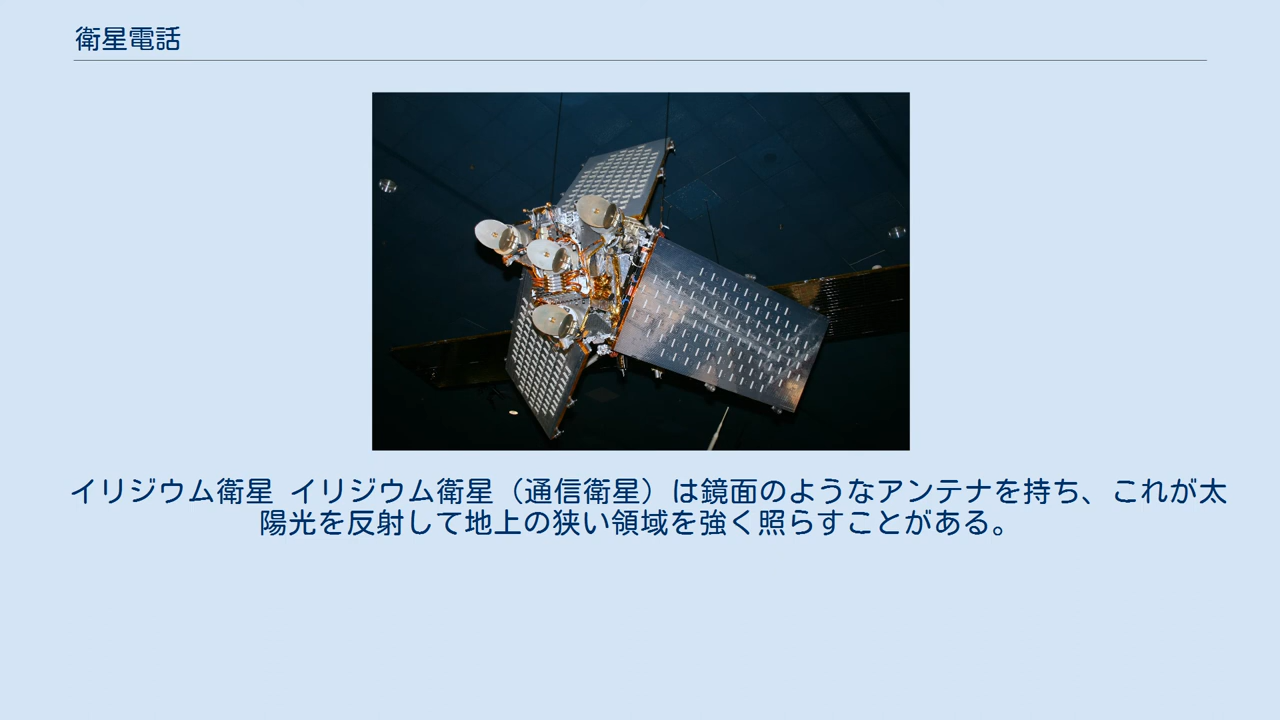 衛星電話
イリジウム衛星 イリジウム衛星（通信衛星）は鏡面のようなアンテナを持ち、これが太
陽光を反射して地上の狭い領域を強く照らすことがある。